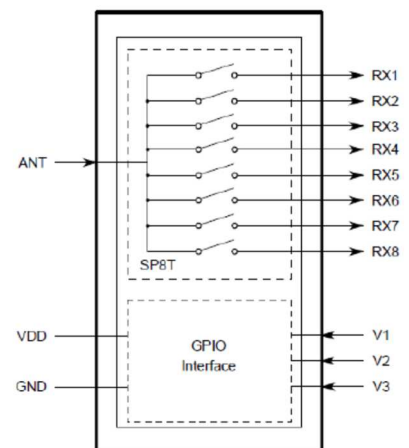 RX1
RX2
RX3
ANT
RX4
RX5
RX6
RX7
RX8
SP8T
VDD
GPIO
Interface
GND
V1
V2
V3